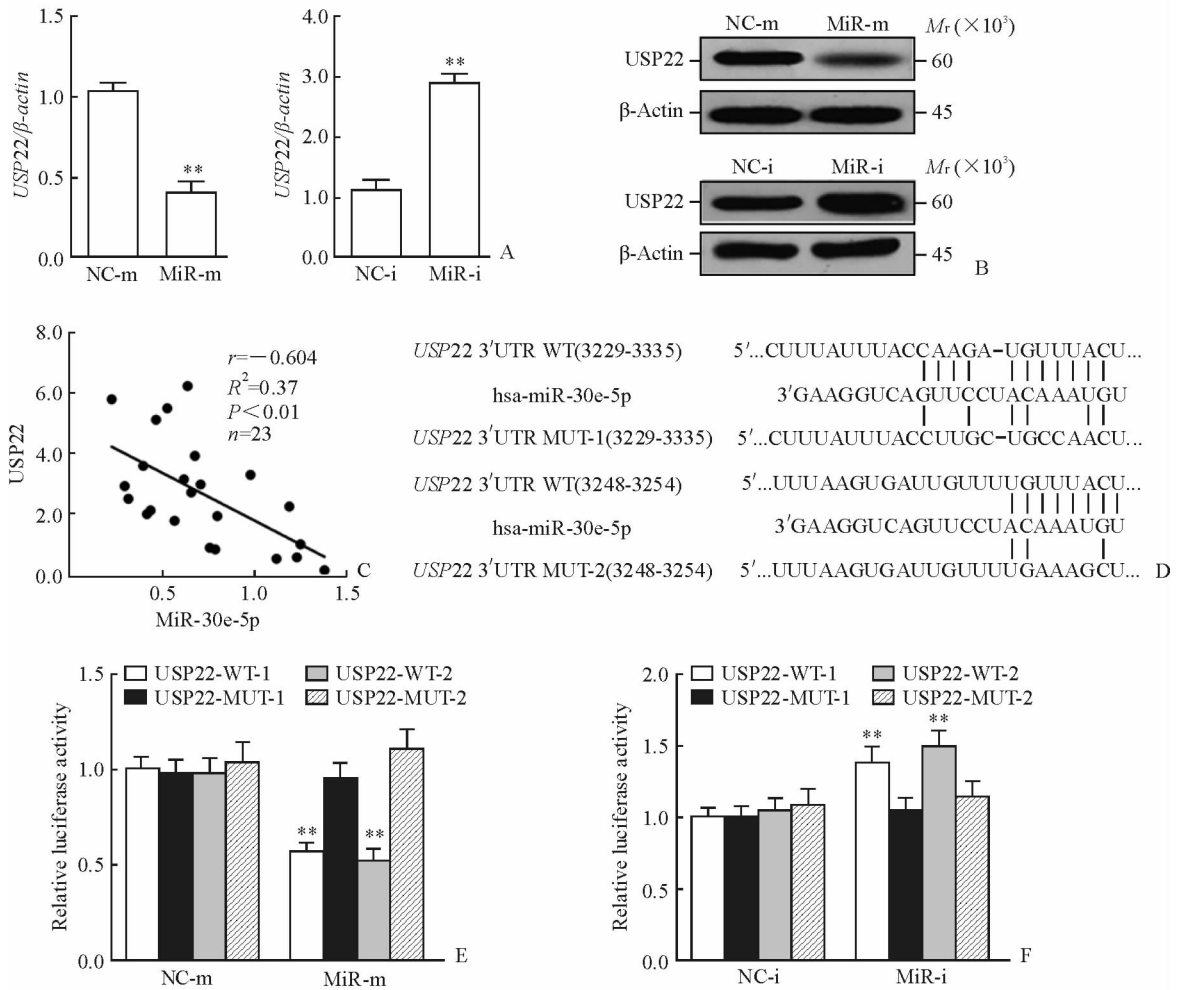 1.5
1.0
0.5
0.0
USP22/β-actin
**
NC-m MiR-m
4.0
3.0
2.0
1.0
0.0
USP22/β-actin
**
NC-i MiR-i
A
NC-m MiR-m Mr (×10³)
USP22 60
β-Actin 45
NC-i MiR-i Mr (×10³)
USP22 60
β-Actin 45
B
8.0
6.0
4.0
2.0
0.0
USP22
r=−0.604
R²=0.37
P<0.01
n=23
0.5 1.0 1.5
MiR-30e-5p
C
USP22 3′UTR WT(3229-3335) 5′...CUUUAUUUACCAAGA-UGUUUACU...
hsa-miR-30e-5p 3′GAAGGUCAGUUCCUACAAAUGU
USP22 3′UTR MUT-1(3229-3335) 5′...CUUUAUUUACCUUGC-UGCCAACU...
USP22 3′UTR WT(3248-3254) 5′...UUUAAGUGAUUGUUUUGUUUACU...
hsa-miR-30e-5p 3′GAAGGUCAGUUCCUACAAAUGU
USP22 3′UTR MUT-2(3248-3254) 5′...UUUAAGUGAUUGUUUUGAAAGCU...
D
1.5
1.0
0.5
0.0
Relative luciferase activity
USP22-WT-1 USP22-WT-2
USP22-MUT-1 USP22-MUT-2
** **
NC-m MiR-m
E
2.0
1.5
1.0
0.5
0.0
Relative luciferase activity
USP22-WT-1 USP22-WT-2
USP22-MUT-1 USP22-MUT-2
** **
NC-i MiR-i
F